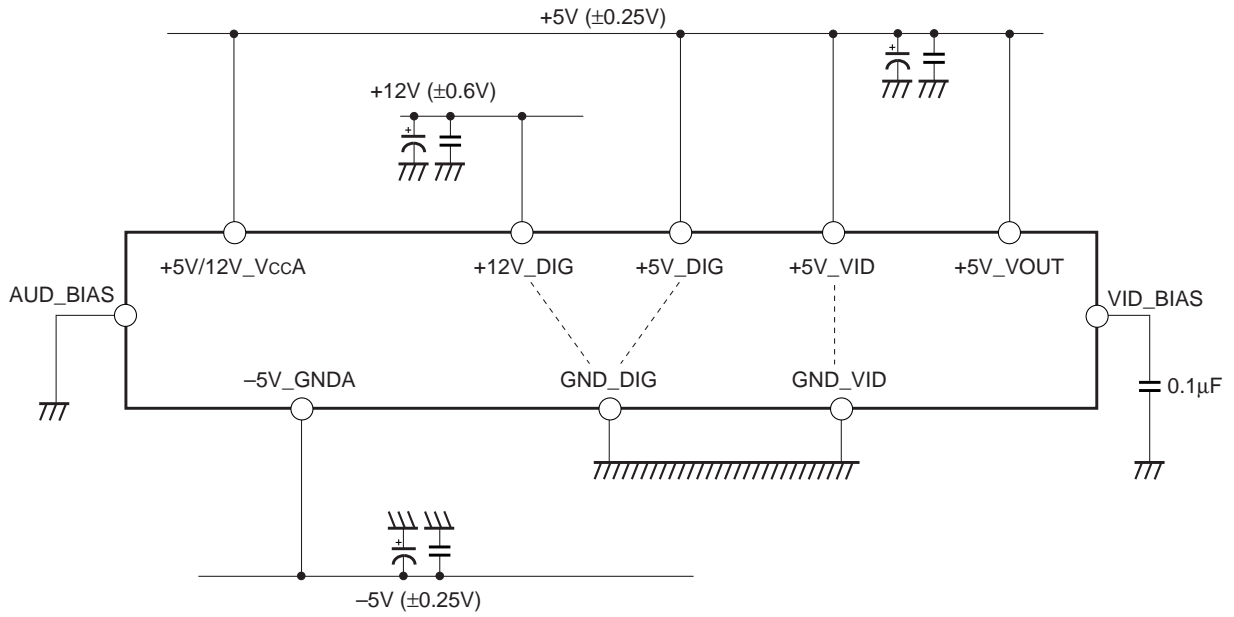 +5V (±0.25V)
+12V (±0.6V)
+
+
+5V/12V_VCCA
+12V_DIG
+5V_DIG
+5V_VID
+5V_VOUT
AUD_BIAS
VID_BIAS
–5V_GNDA
GND_DIG
GND_VID
0.1μF
+
–5V (±0.25V)